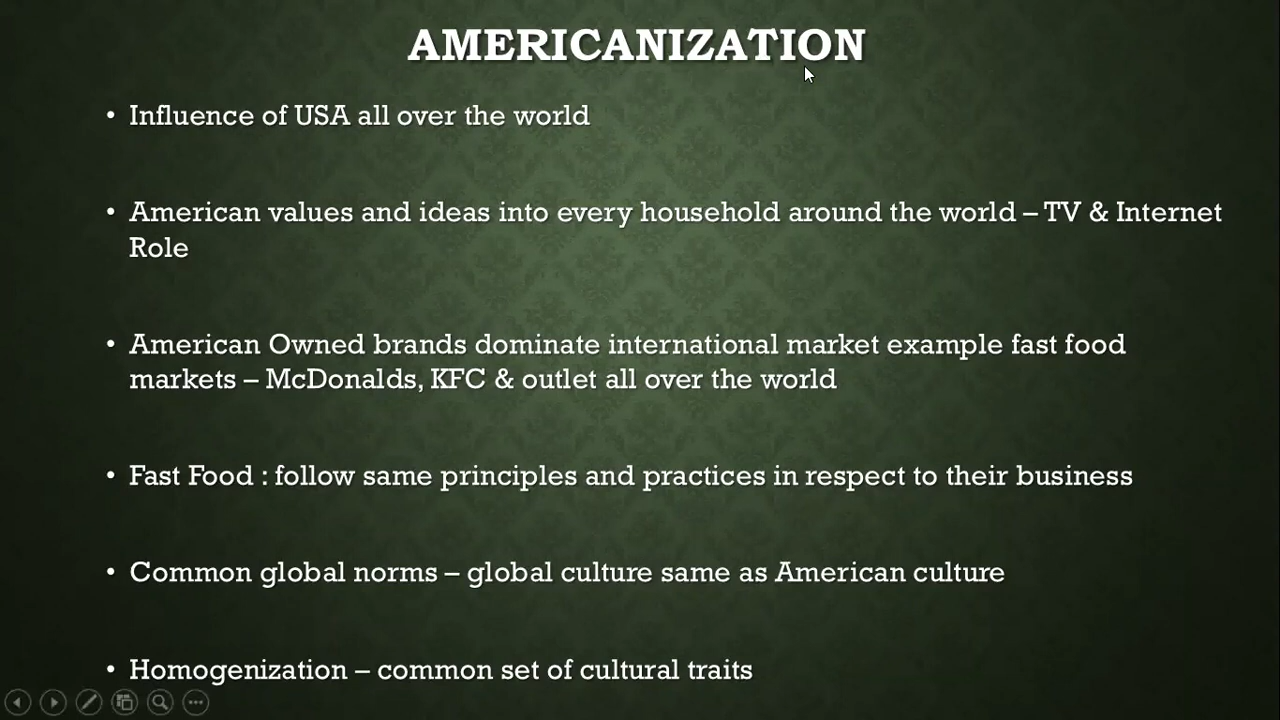 AMERICANIZATION
• Influence of USA all over the world
• American values and ideas into every household around the world – TV & Internet
Role
• American Owned brands dominate international market example fast food
markets – McDonalds, KFC & outlet all over the world
• Fast Food : follow same principles and practices in respect to their business
• Common global norms – global culture same as American culture
• Homogenization – common set of cultural traits